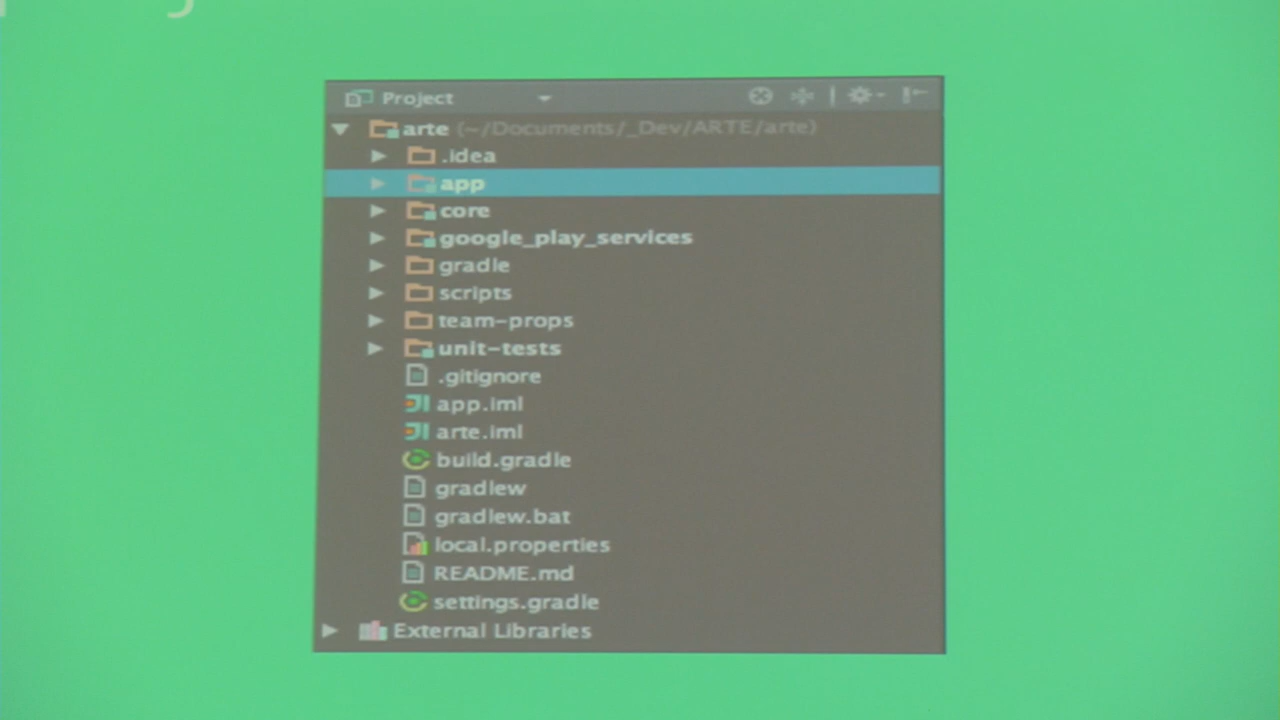 Project
arte (~/Documents/_Dev/ARTE/arte)
.idea
app
core
google_play_services
gradle
scripts
team-props
unit-tests
.gitignore
app.iml
arte.iml
build.gradle
gradlew
gradlew.bat
local.properties
README.md
settings.gradle
External Libraries